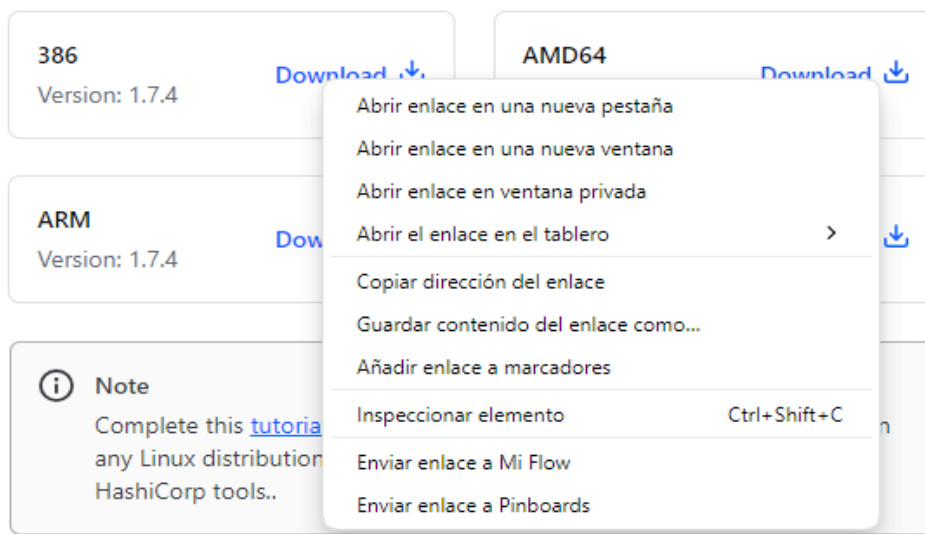 386
Version: 1.7.4
Download
AMD64
Download
Abrir enlace en una nueva pestaña
Abrir enlace en una nueva ventana
Abrir enlace en ventana privada
Abrir el enlace en el tablero
Copiar dirección del enlace
Guardar contenido del enlace como...
Añadir enlace a marcadores
Inspeccionar elemento Ctrl+Shift+C
Enviar enlace a Mi Flow
Enviar enlace a Pinboards
ARM
Version: 1.7.4
Dow
Note
Complete this tutoria n
any Linux distribution
HashiCorp tools..